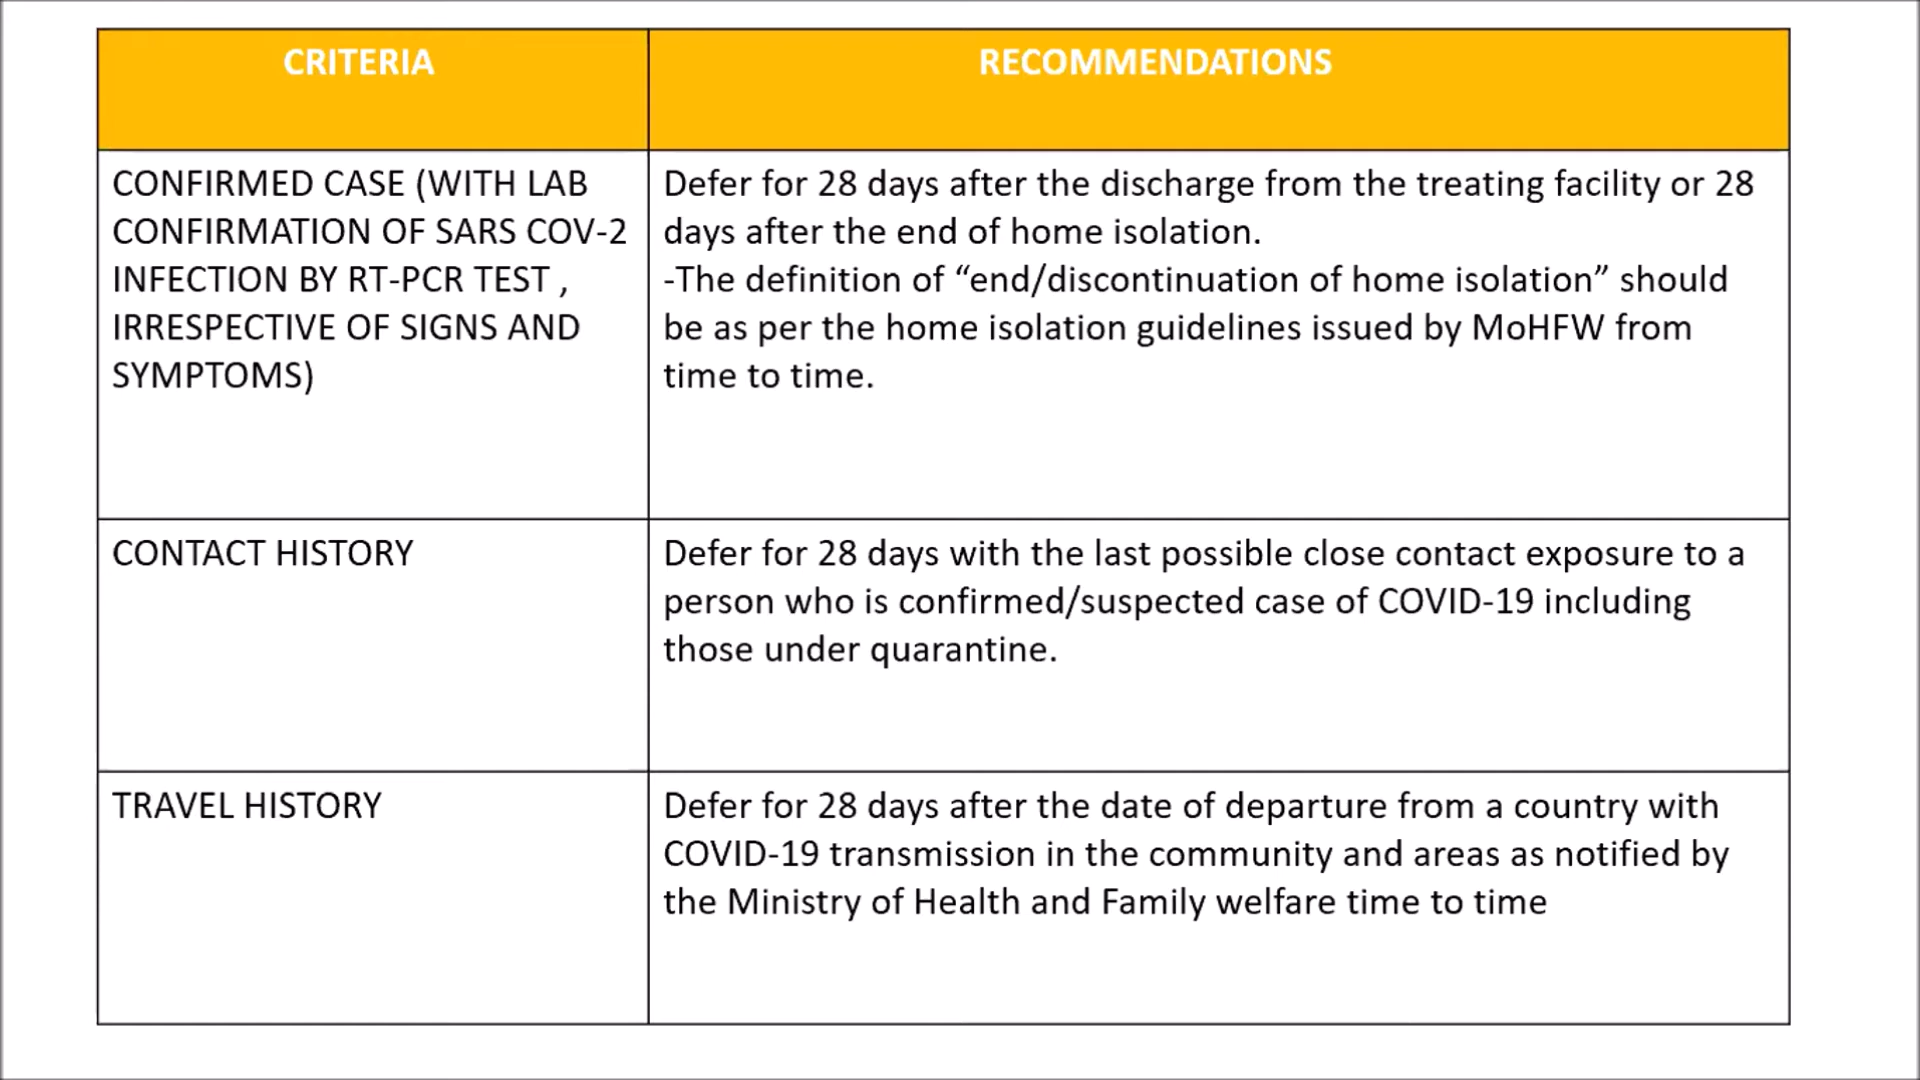 CRITERIA
RECOMMENDATIONS
CONFIRMED CASE (WITH LAB
CONFIRMATION OF SARS COV-2
INFECTION BY RT-PCR TEST ,
IRRESPECTIVE OF SIGNS AND
SYMPTOMS)
Defer for 28 days after the discharge from the treating facility or 28
days after the end of home isolation.
-The definition of “end/discontinuation of home isolation” should
be as per the home isolation guidelines issued by MoHFW from
time to time.
CONTACT HISTORY
Defer for 28 days with the last possible close contact exposure to a
person who is confirmed/suspected case of COVID-19 including
those under quarantine.
TRAVEL HISTORY
Defer for 28 days after the date of departure from a country with
COVID-19 transmission in the community and areas as notified by
the Ministry of Health and Family welfare time to time